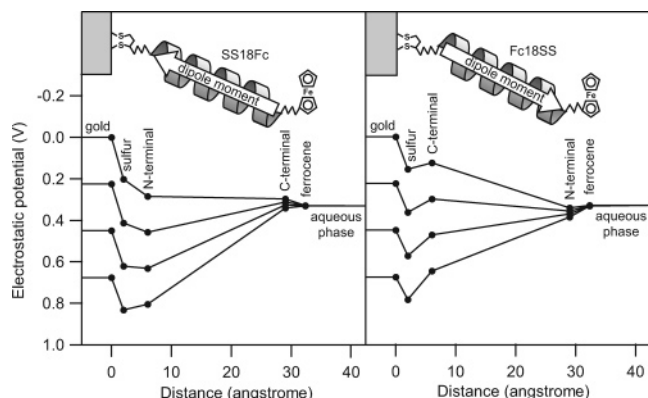 SS18Fc
S
S
dipole moment
Fe
Fc18SS
S
S
dipole moment
Fe
Electrostatic potential (V)
-0.2
0.0
0.2
0.4
0.6
0.8
1.0
gold
sulfur
N-terminal
C-terminal
ferrocene
aqueous
phase
gold
sulfur
C-terminal
N-terminal
ferrocene
aqueous
phase
0 10 20 30 40
0 10 20 30 40
Distance (angstrome)
Distance (angstrome)